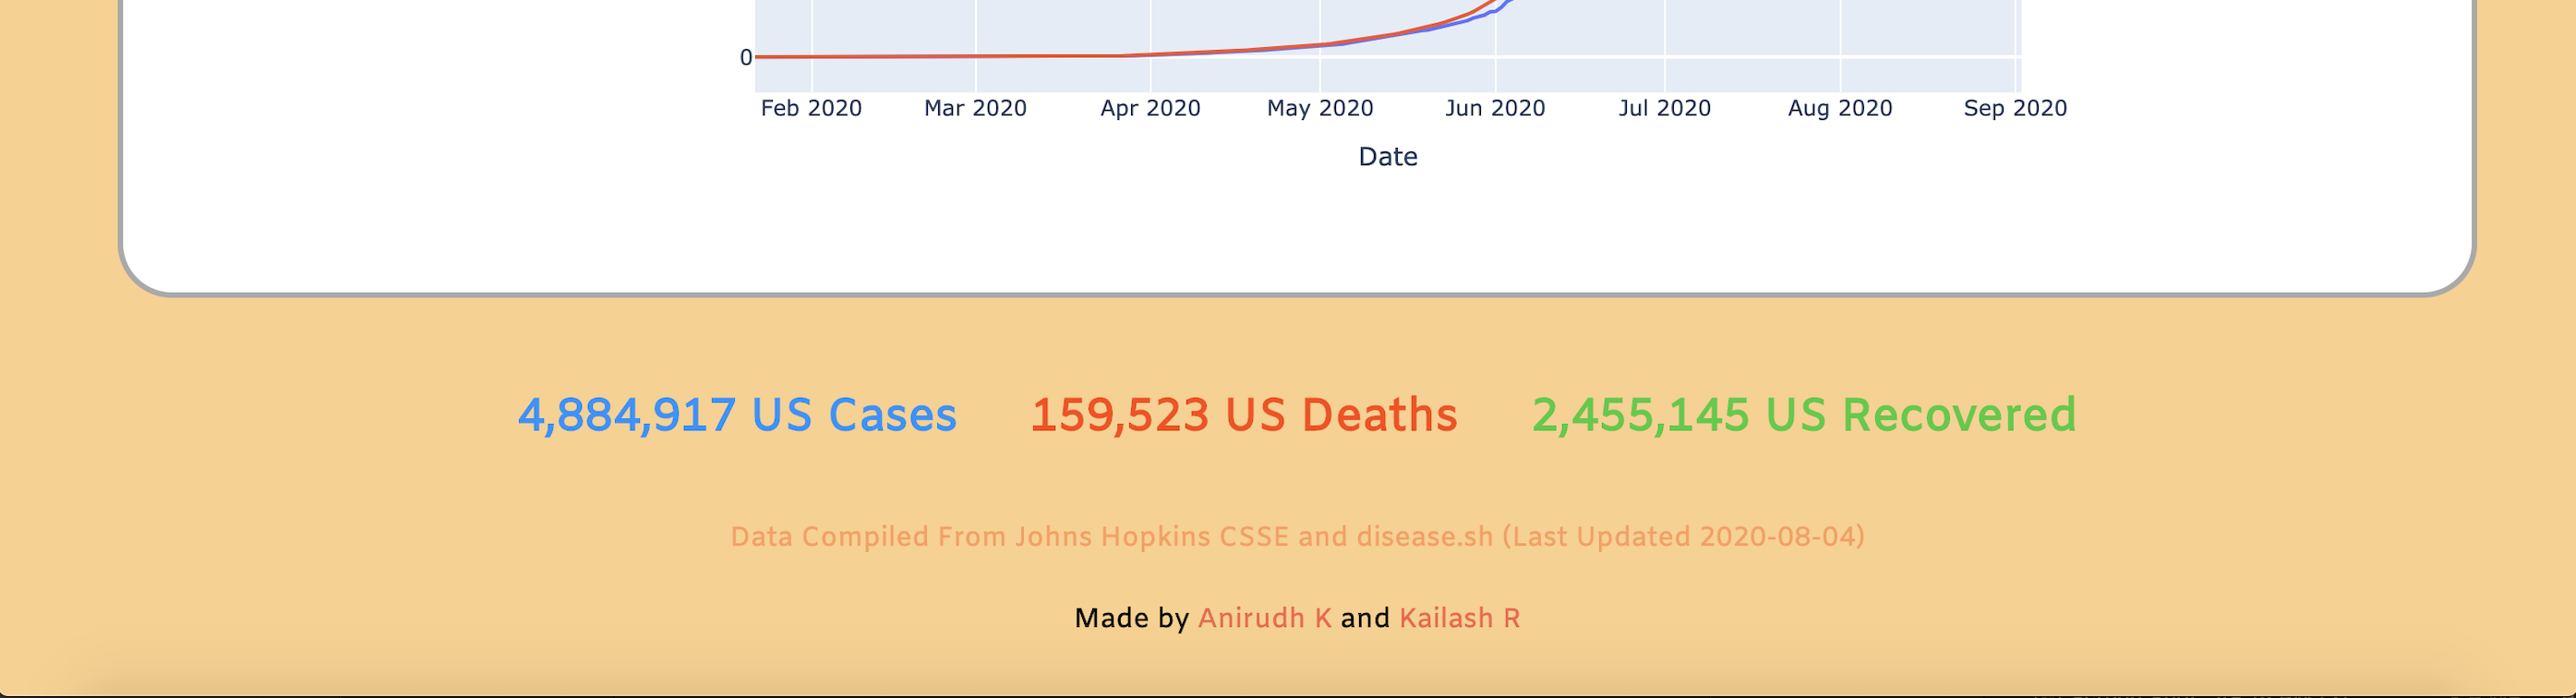 0
Feb 2020 Mar 2020 Apr 2020 May 2020 Jun 2020 Jul 2020 Aug 2020 Sep 2020
Date
4,884,917 US Cases 159,523 US Deaths 2,455,145 US Recovered
Data Compiled From Johns Hopkins CSSE and disease.sh (Last Updated 2020-08-04)
Made by Anirudh K and Kailash R